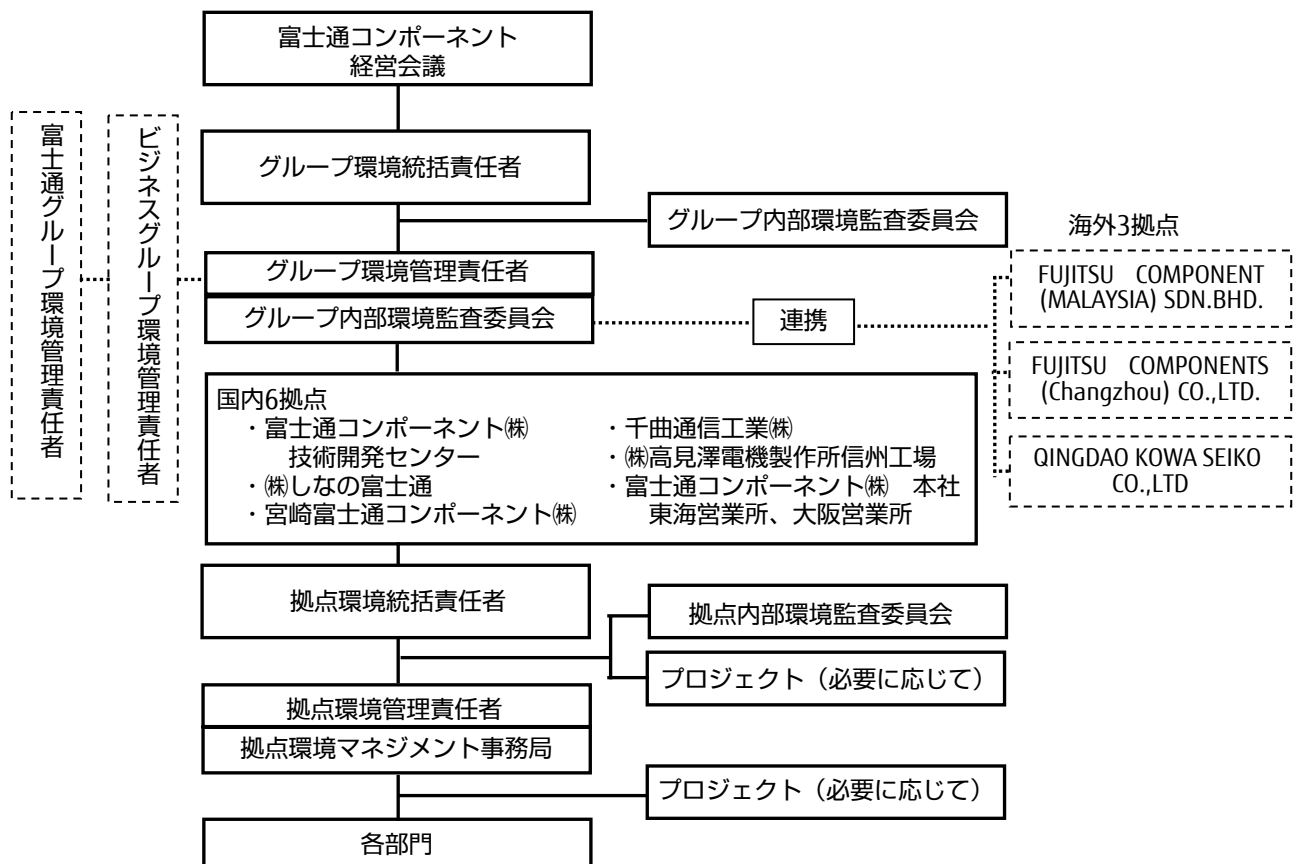 富士通コンポーネント
経営会議
富士通グループ環境管理責任者
ビジネスグループ環境管理責任者
グループ環境統括責任者
グループ内部環境監査委員会
海外3拠点
グループ環境管理責任者
グループ内部環境監査委員会
連携
FUJITSU COMPONENT
(MALAYSIA) SDN.BHD.
FUJITSU COMPONENTS
(Changzhou) CO.,LTD.
QINGDAO KOWA SEIKO
CO.,LTD
国内6拠点
・富士通コンポーネント㈱
技術開発センター
・㈱しなの富士通
・宮崎富士通コンポーネント㈱
・千曲通信工業㈱
・㈱高見澤電機製作所信州工場
・富士通コンポーネント㈱ 本社
東海営業所、大阪営業所
拠点環境統括責任者
拠点内部環境監査委員会
プロジェクト（必要に応じて）
拠点環境管理責任者
拠点環境マネジメント事務局
プロジェクト（必要に応じて）
各部門